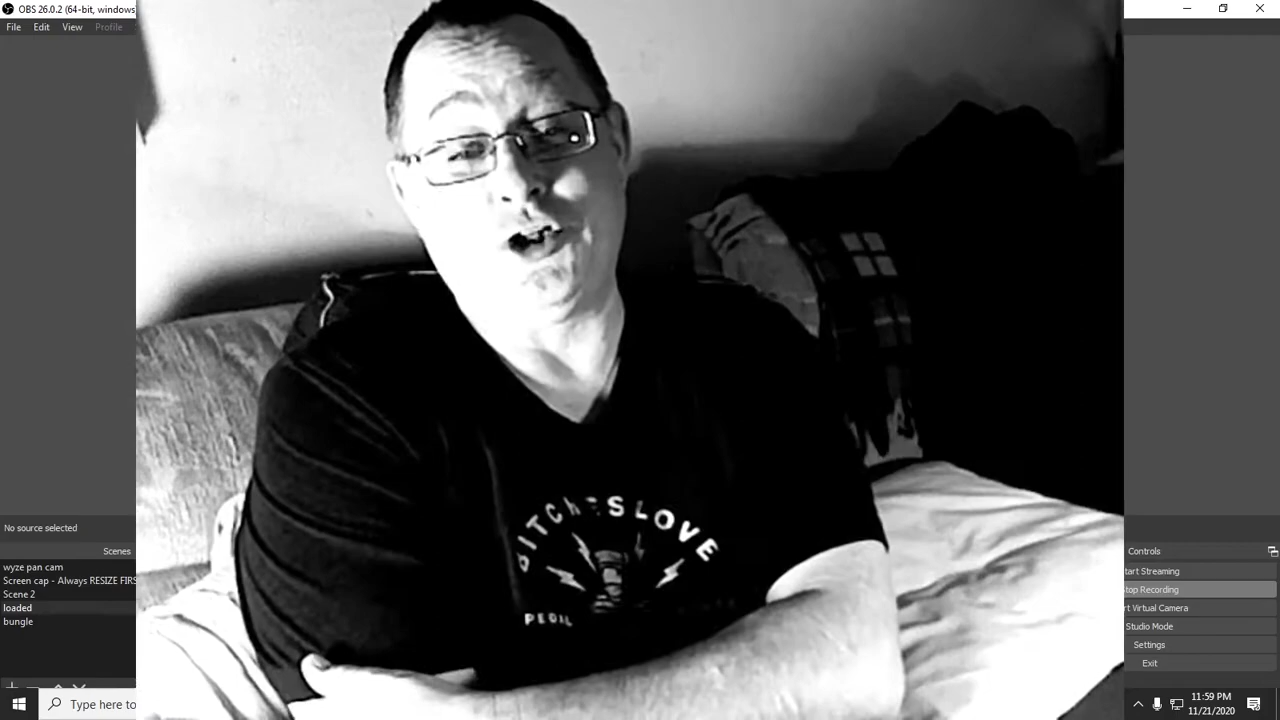 OBS 26.0.2 (64-bit, windows
File Edit View Profile
No source selected
Scenes
wyze pan cam
Screen cap - Always RESIZE FIRS
Scene 2
loaded
bungle
BITCHESLOVE
PEDAL
Controls
tart Streaming
top Recording
rt Virtual Camera
Studio Mode
Settings
Exit
Type here to
11:59 PM
11/21/2020